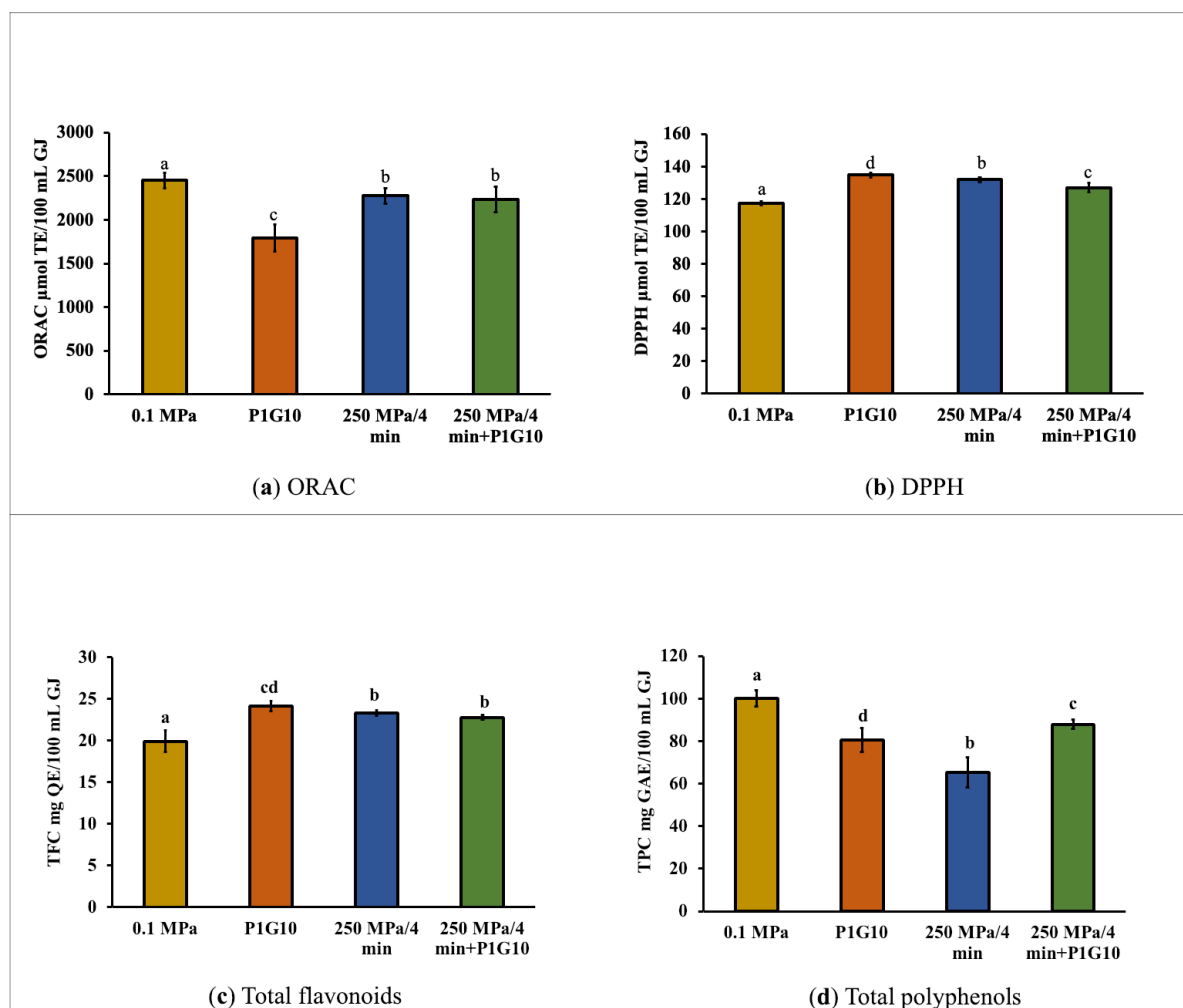 3000
2500
2000
1500
1000
500
0
ORAC µmol TE/100 mL GJ
a
c
b
b
0.1 MPa
P1G10
250 MPa/4
min
250 MPa/4
min+P1G10
(a) ORAC
160
140
120
100
80
60
40
20
0
DPPH µmol TE/100 mL GJ
a
d
b
c
0.1 MPa
P1G10
250 MPa/4
min
250 MPa/4
min+P1G10
(b) DPPH
30
25
20
15
10
5
0
TFC mg QE/100 mL GJ
a
cd
b
b
0.1 MPa
P1G10
250 MPa/4
min
250 MPa/4
min+P1G10
(c) Total flavonoids
120
100
80
60
40
20
0
TPC mg GAE/100 mL GJ
a
d
b
c
0.1 MPa
P1G10
250 MPa/4
min
250 MPa/4
min+P1G10
(d) Total polyphenols